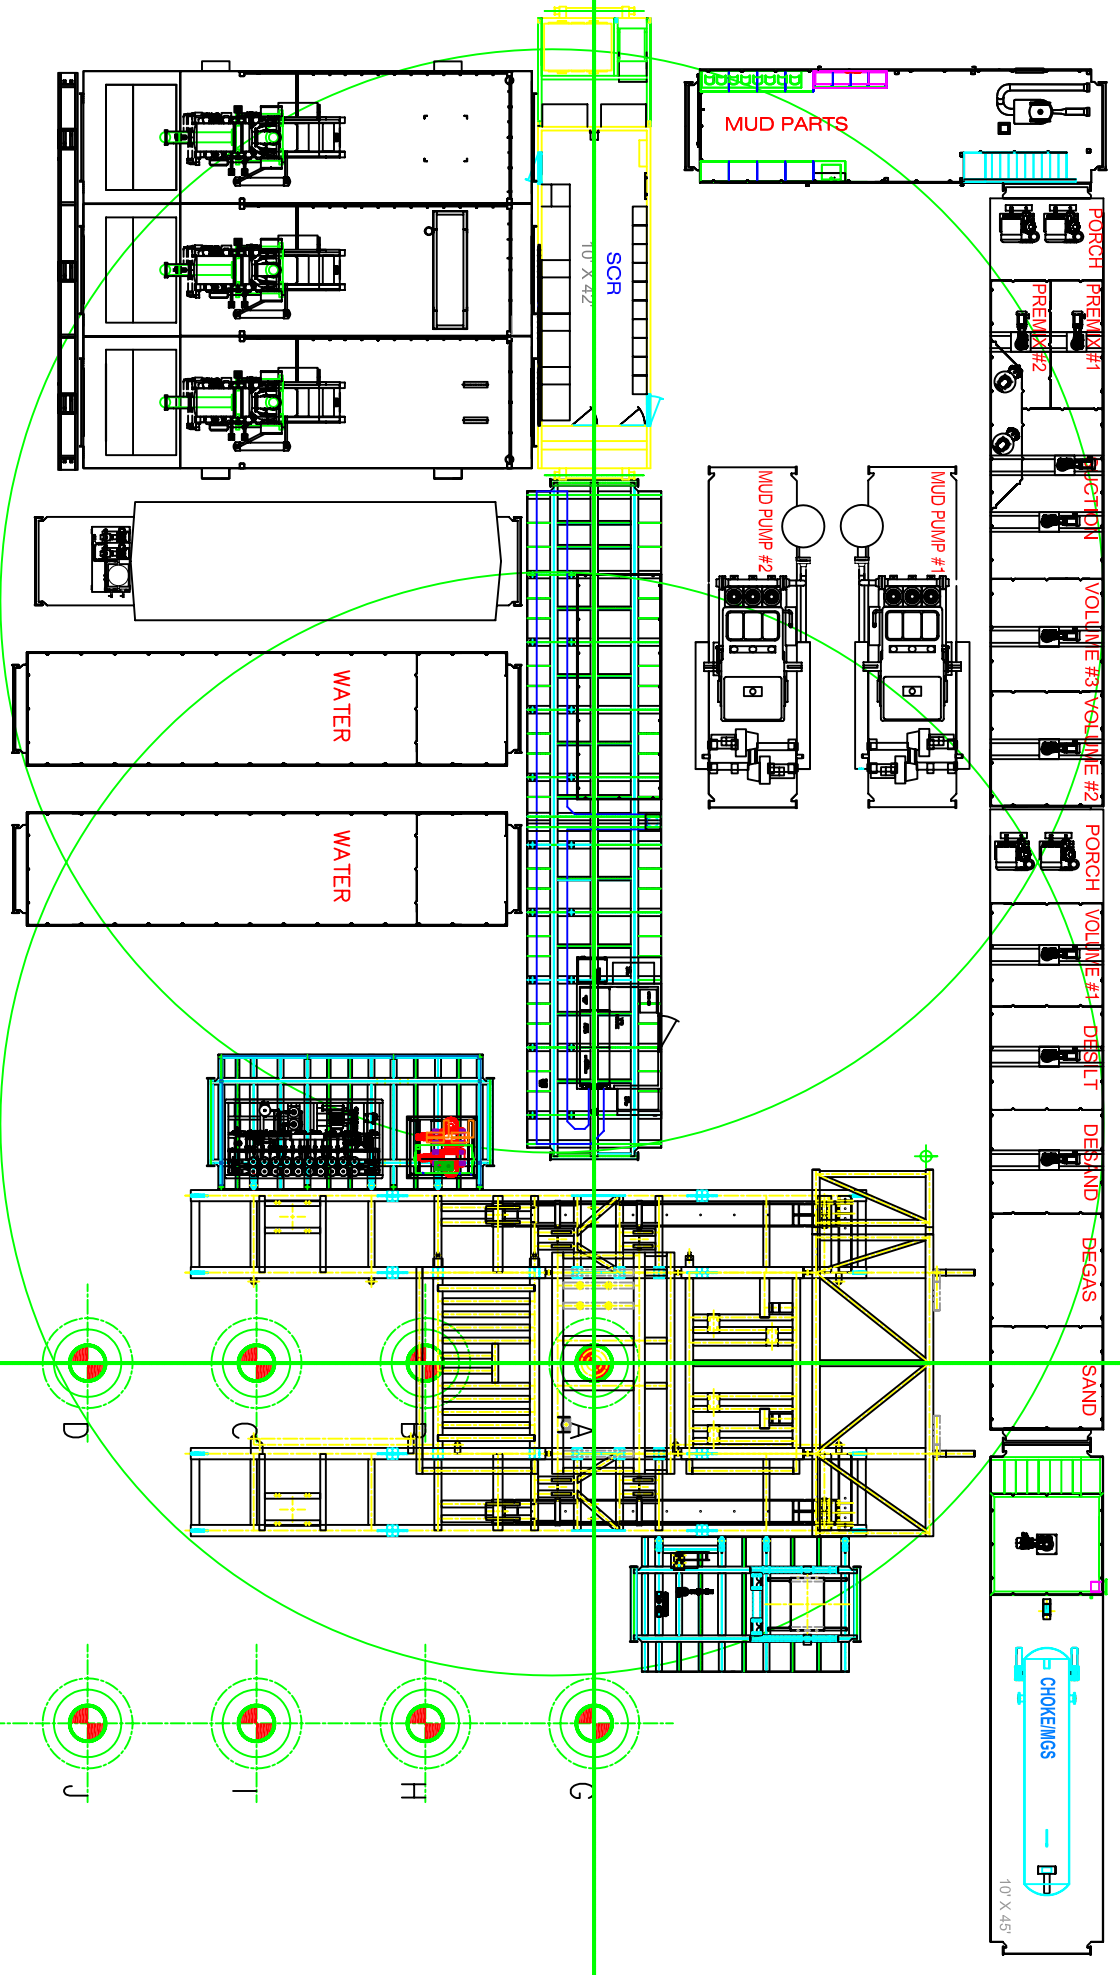 MUD PARTS
PORCH
PREMIX #1
PREMIX #2
SCR
10' X 42'
SUCTION
MUD PUMP #1
MUD PUMP #2
VOLUME #3
VOLUME #2
WATER
WATER
PORCH
VOLUME #1
DESILT
DESAND
DEGAS
SAND
D
C
B
A
CHOKE/MGS
10' X 45'
J
I
H
G